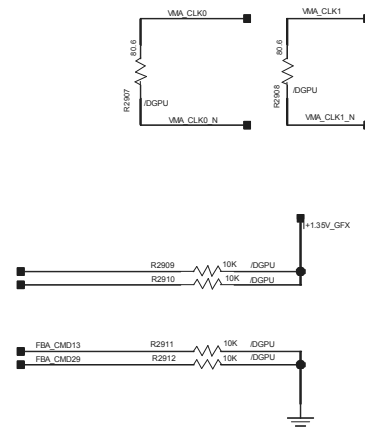 VMA_CLK0
VMA_CLK1
80.6
80.6
R2907
/DGPU
R2908
/DGPU
VMA_CLK0_N
VMA_CLK1_N
+1.35V_GFX
R2909 10K /DGPU
R2910 10K /DGPU
FBA_CMD13 R2911 10K /DGPU
FBA_CMD29 R2912 10K /DGPU